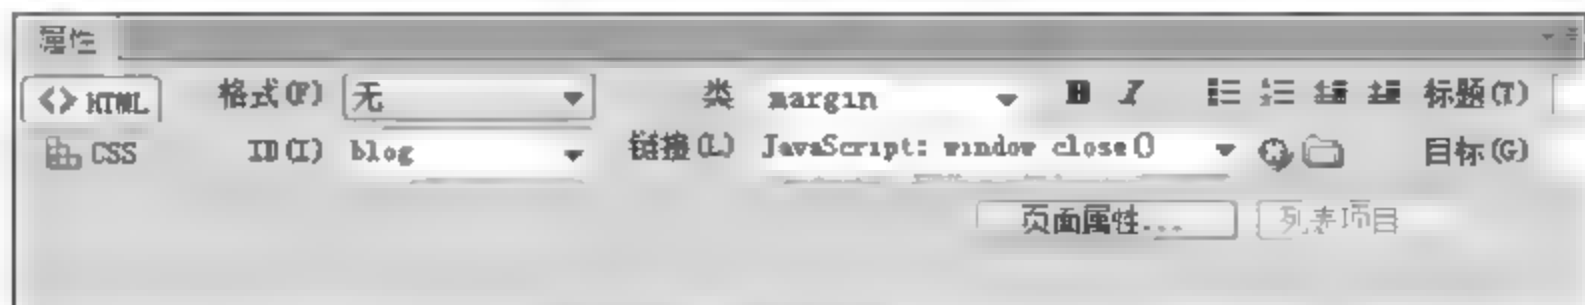 属性
<> HTML 格式(F) 无 类 margin B I 标题(T)
CSS ID(I) blog 链接(L) JavaScript: window close() 目标(G)
页面属性... 列表项目